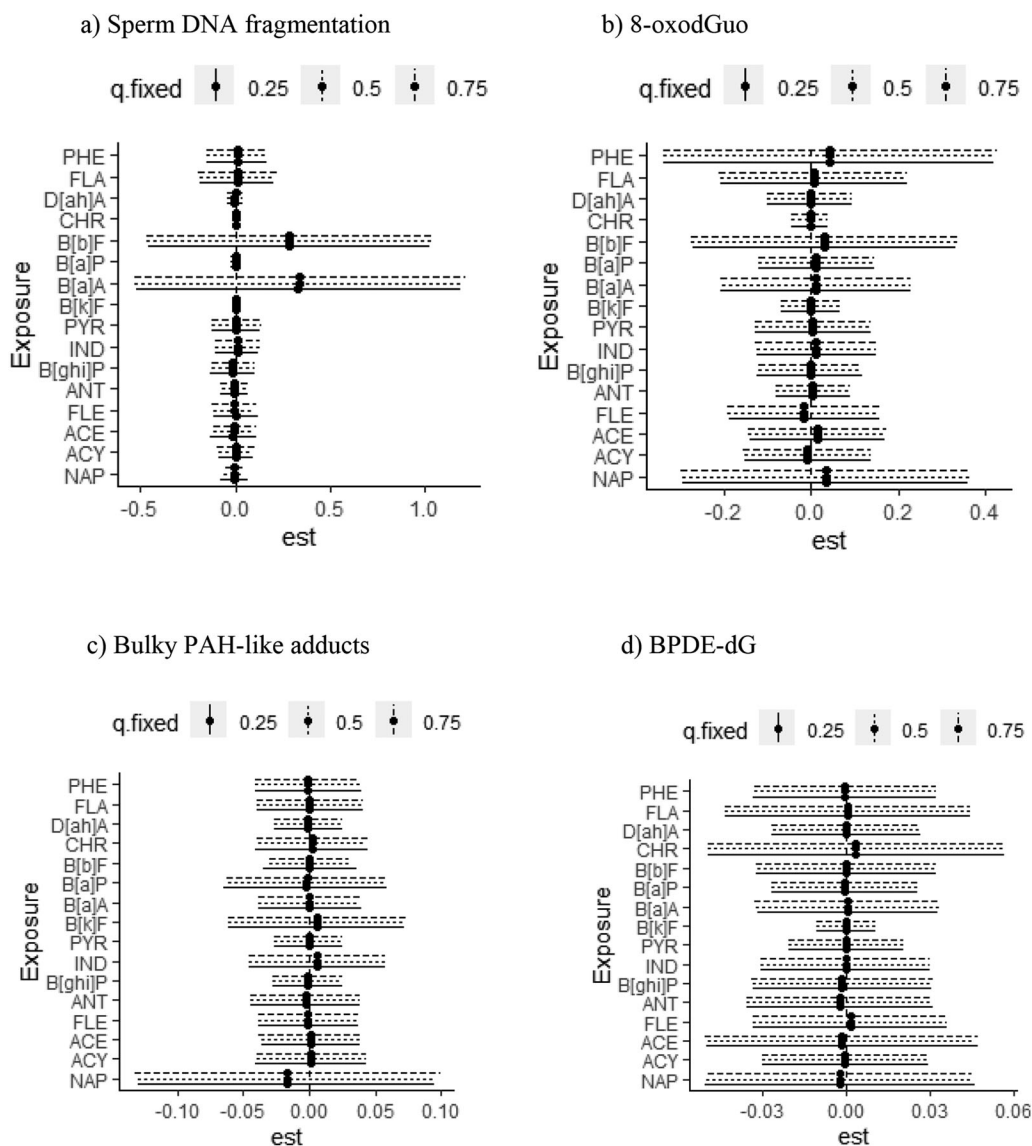 a) Sperm DNA fragmentation
q.fixed 0.25 0.5 0.75
Exposure
PHE
FLA
D[ah]A
CHR
B[b]F
B[a]P
B[a]A
B[k]F
PYR
IND
B[ghi]P
ANT
FLE
ACE
ACY
NAP
-0.5 0.0 0.5 1.0
est
b) 8-oxodGuo
q.fixed 0.25 0.5 0.75
Exposure
PHE
FLA
D[ah]A
CHR
B[b]F
B[a]P
B[a]A
B[k]F
PYR
IND
B[ghi]P
ANT
FLE
ACE
ACY
NAP
-0.2 0.0 0.2 0.4
est
c) Bulky PAH-like adducts
q.fixed 0.25 0.5 0.75
Exposure
PHE
FLA
D[ah]A
CHR
B[b]F
B[a]P
B[a]A
B[k]F
PYR
IND
B[ghi]P
ANT
FLE
ACE
ACY
NAP
-0.10 -0.05 0.00 0.05 0.10
est
d) BPDE-dG
q.fixed 0.25 0.5 0.75
Exposure
PHE
FLA
D[ah]A
CHR
B[b]F
B[a]P
B[a]A
B[k]F
PYR
IND
B[ghi]P
ANT
FLE
ACE
ACY
NAP
-0.03 0.00 0.03 0.06
est